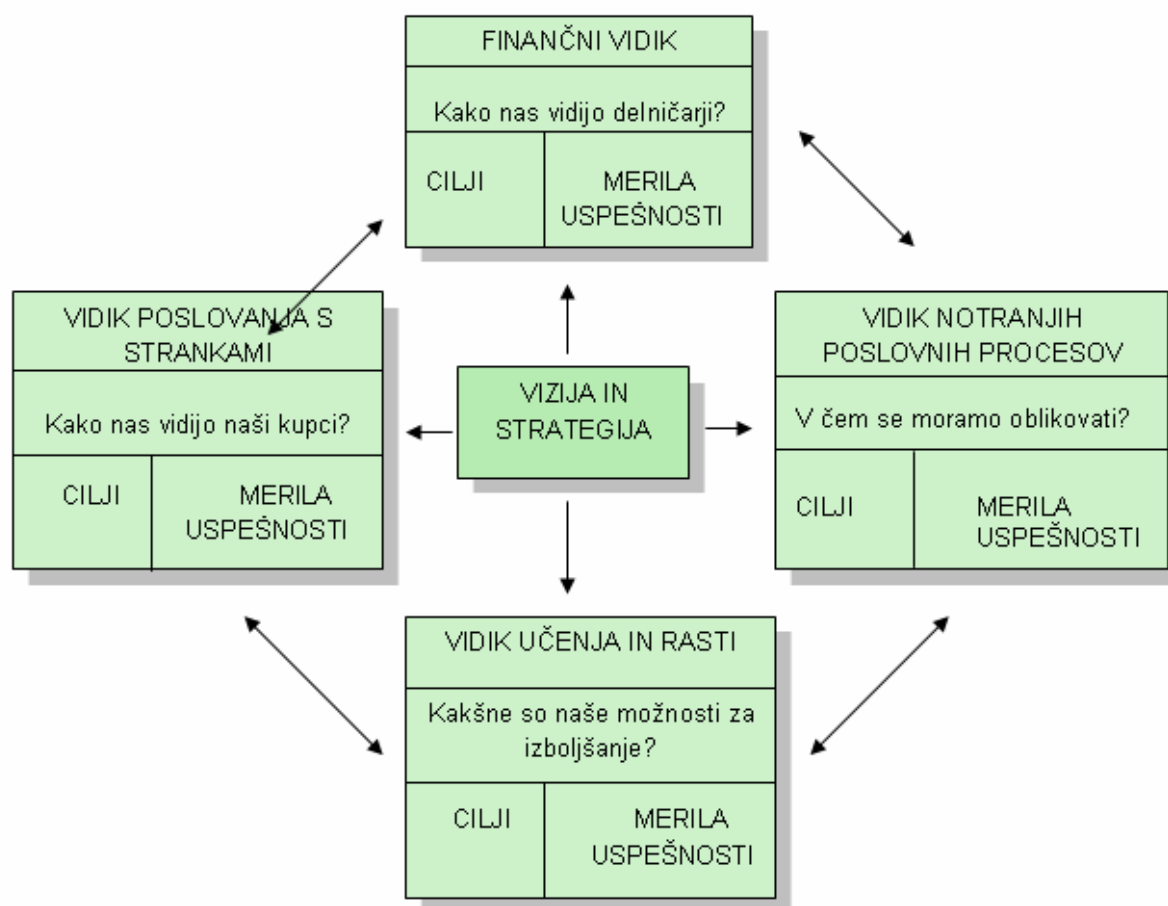 FINANČNI VIDIK
Kako nas vidijo delničarji?
CILJI
MERILA
USPEŠNOSTI
VIDIK POSLOVANJA S
STRANKAMI
Kako nas vidijo naši kupci?
CILJI
MERILA
USPEŠNOSTI
VIZIJA IN
STRATEGIJA
VIDIK NOTRANJIH
POSLOVNIH PROCESOV
V čem se moramo oblikovati?
CILJI
MERILA
USPEŠNOSTI
VIDIK UČENJA IN RASTI
Kakšne so naše možnosti za
izboljšanje?
CILJI
MERILA
USPEŠNOSTI